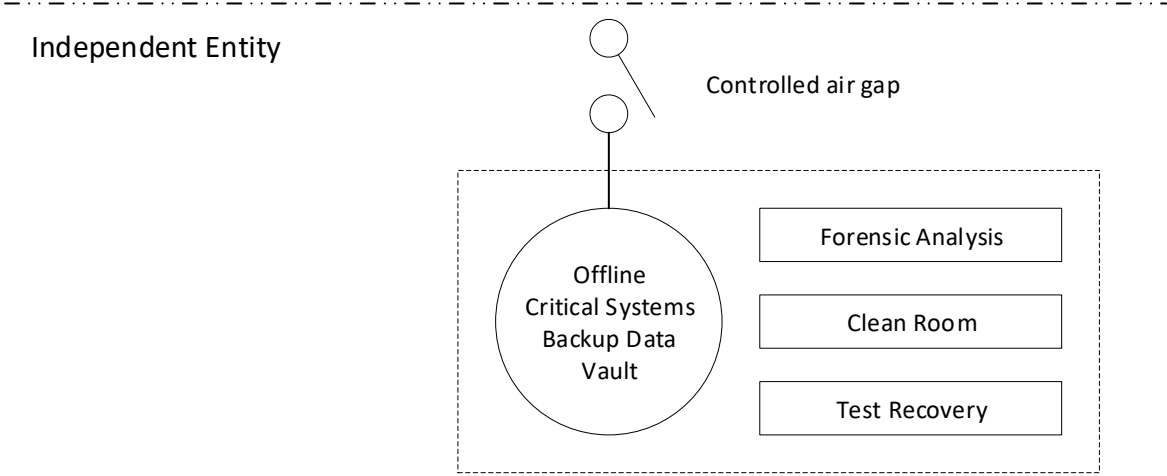 Independent Entity
Controlled air gap
Offline
Critical Systems
Backup Data
Vault
Forensic Analysis
Clean Room
Test Recovery